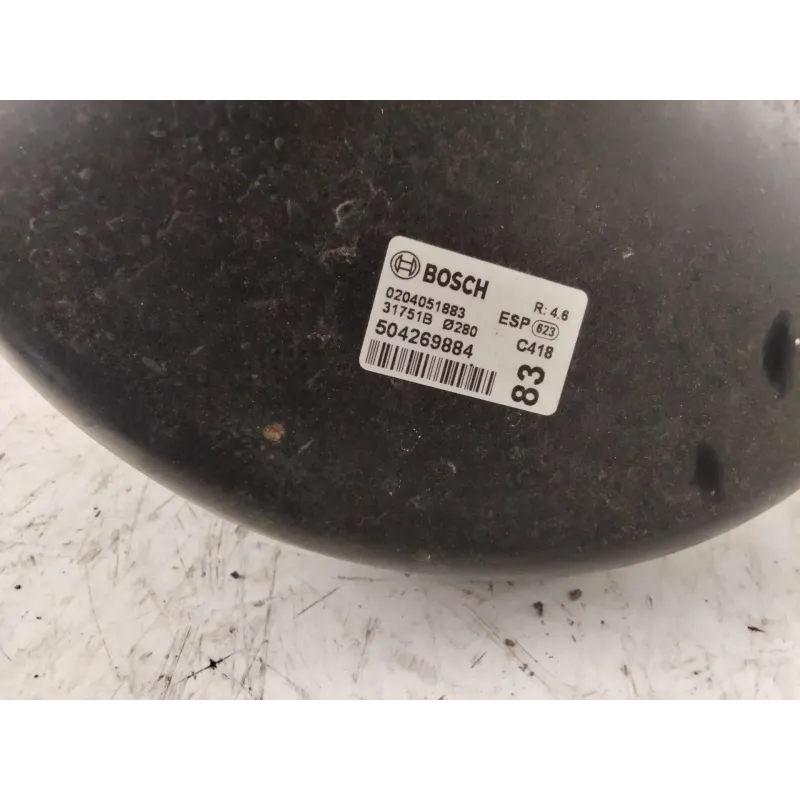 BOSCH
0204051883 R: 4.6
31751B Ø280 ESP 623
504269884 C418
83